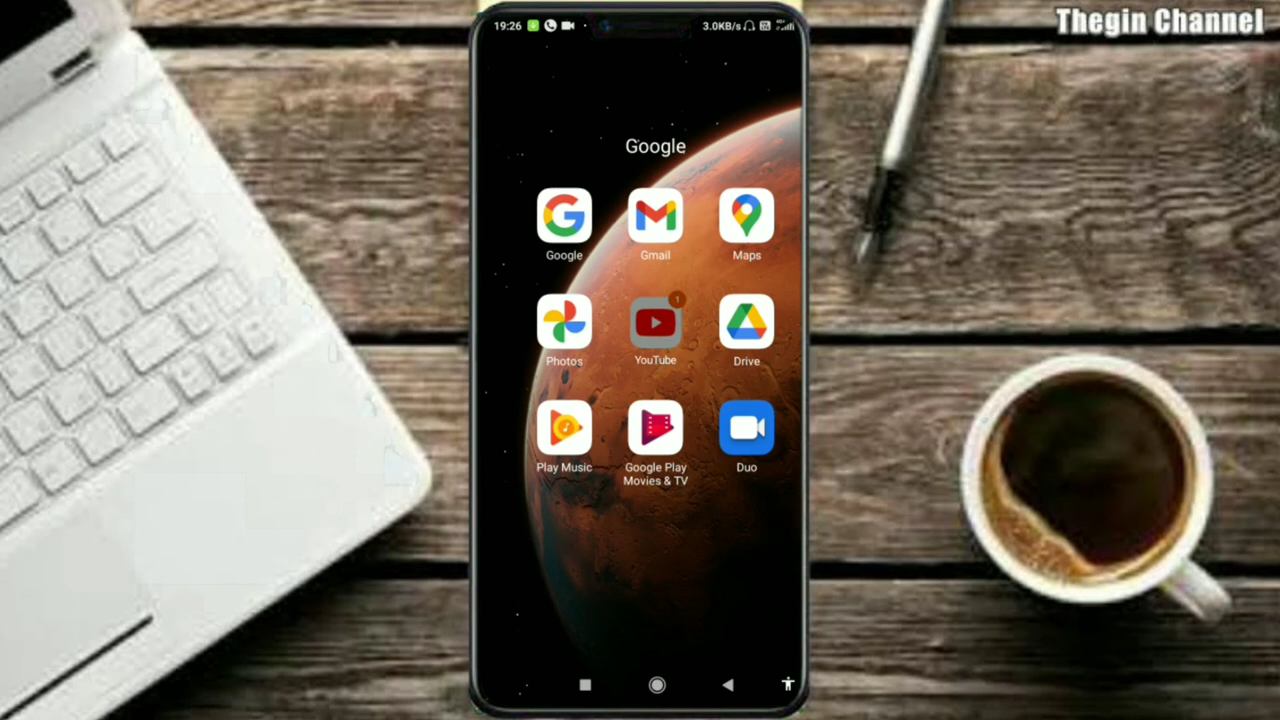 Thegin Channel
19:26
3.0KB/s
Google
Google
Gmail
Maps
Photos
1
YouTube
Drive
Play Music
Google Play
Movies & TV
Duo